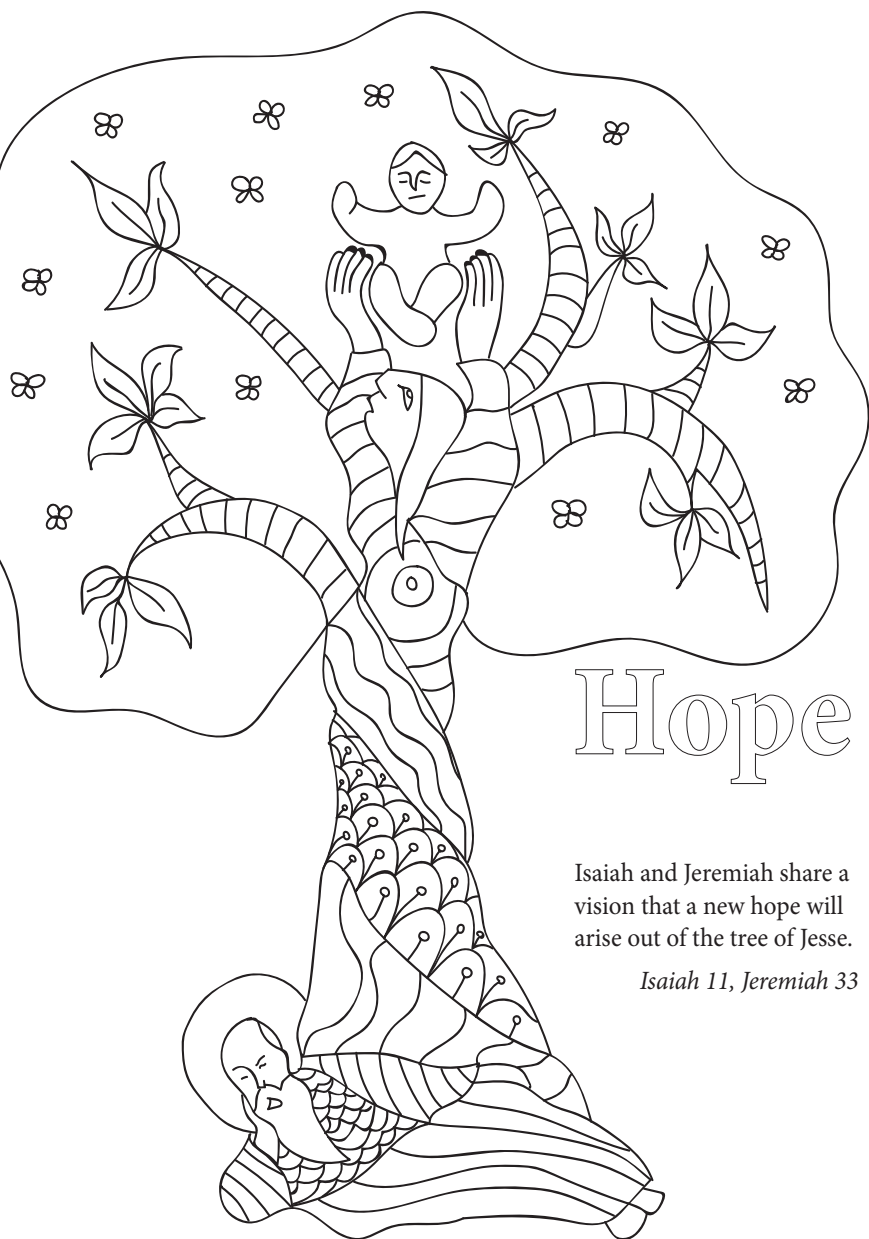 Hope
Isaiah and Jeremiah share a
vision that a new hope will
arise out of the tree of Jesse.
Isaiah 11, Jeremiah 33